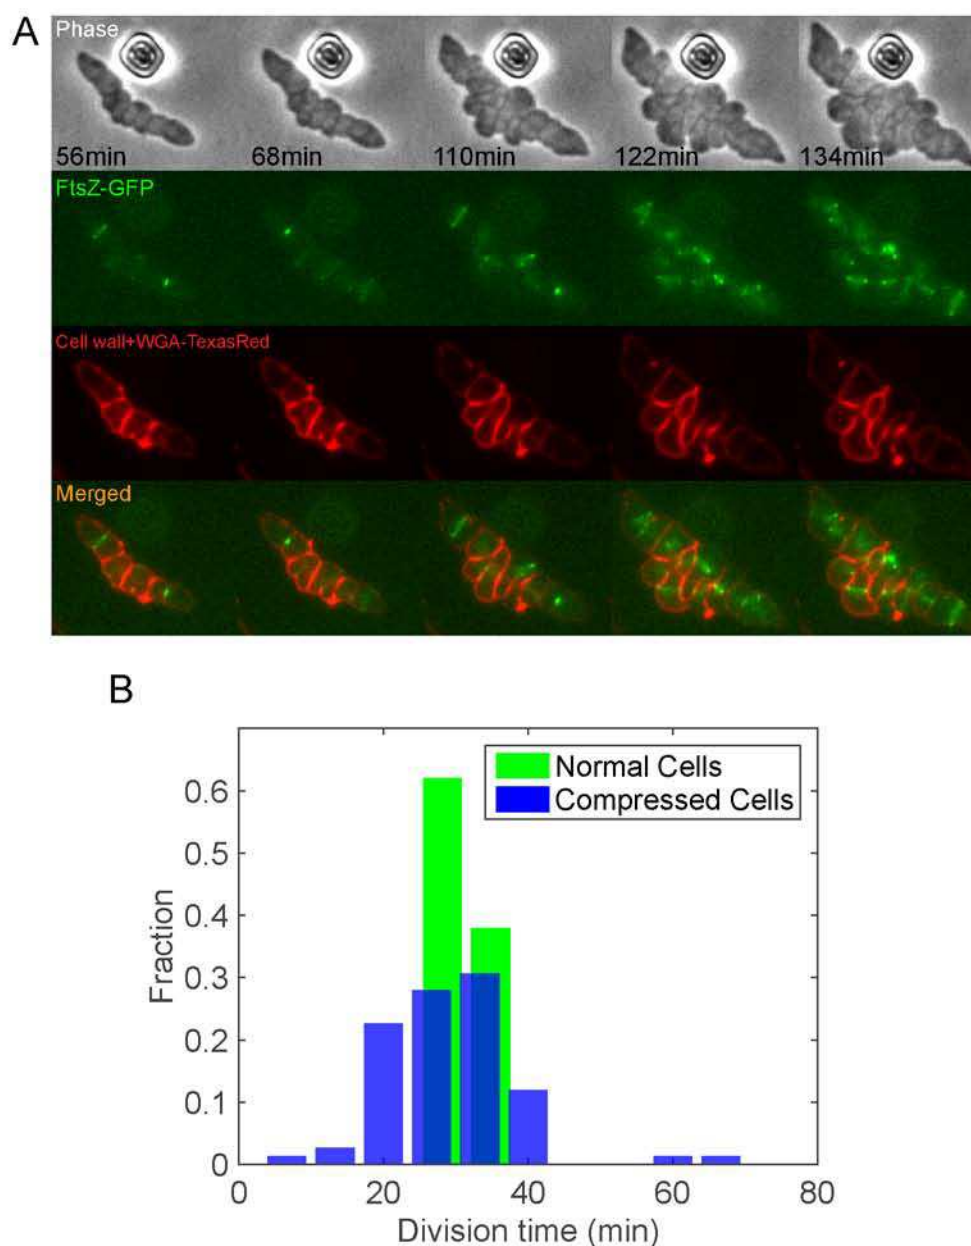 A
Phase
56min 68min 110min 122min 134min
FtsZ-GFP
Cell wall+WGA-TexasRed
Merged
B
Normal Cells
Compressed Cells
0.6
0.5
0.4
0.3
0.2
0.1
0
Fraction
0 20 40 60 80
Division time (min)